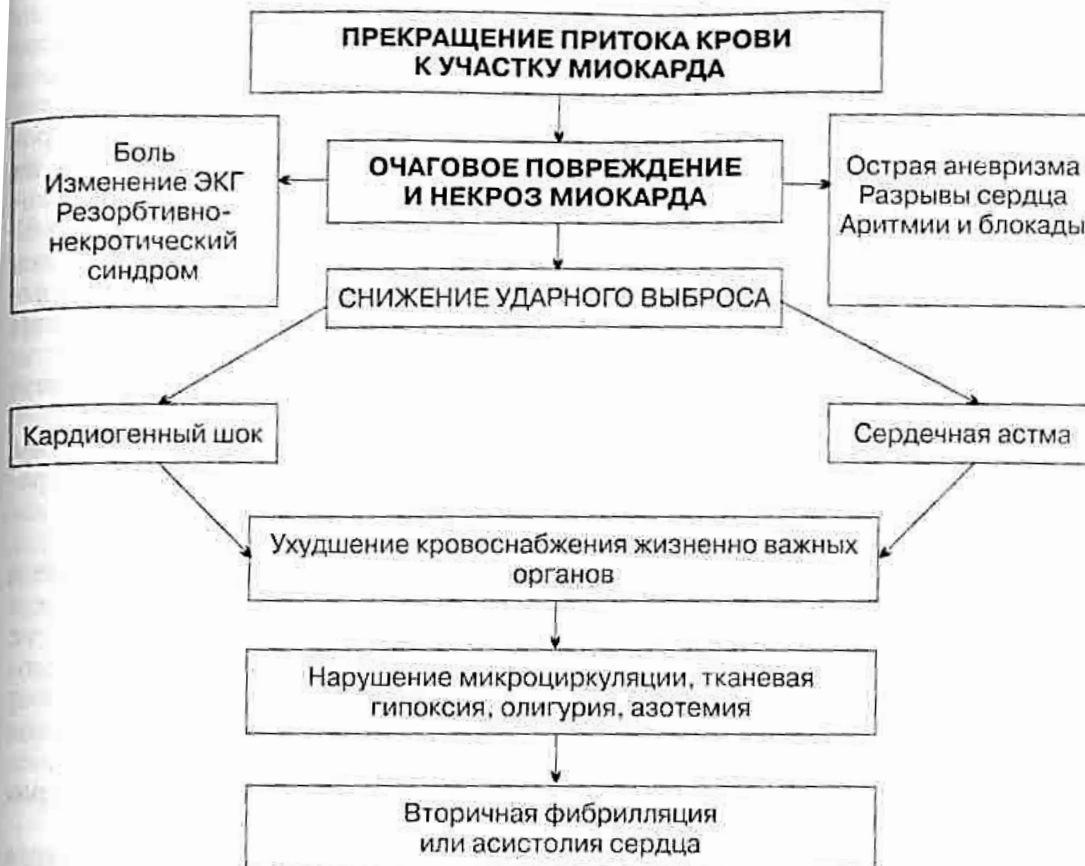 ПРЕКРАЩЕНИЕ ПРИТОКА КРОВИ
К УЧАСТКУ МИОКАРДА
Боль
Изменение ЭКГ
Резорбтивно-
некротический
синдром
ОЧАГОВОЕ ПОВРЕЖДЕНИЕ
И НЕКРОЗ МИОКАРДА
Острая аневризма
Разрывы сердца
Аритмии и блокады
СНИЖЕНИЕ УДАРНОГО ВЫБРОСА
Кардиогенный шок
Сердечная астма
Ухудшение кровоснабжения жизненно важных
органов
Нарушение микроциркуляции, тканевая
гипоксия, олигурия, азотемия
Вторичная фибрилляция
или асистолия сердца